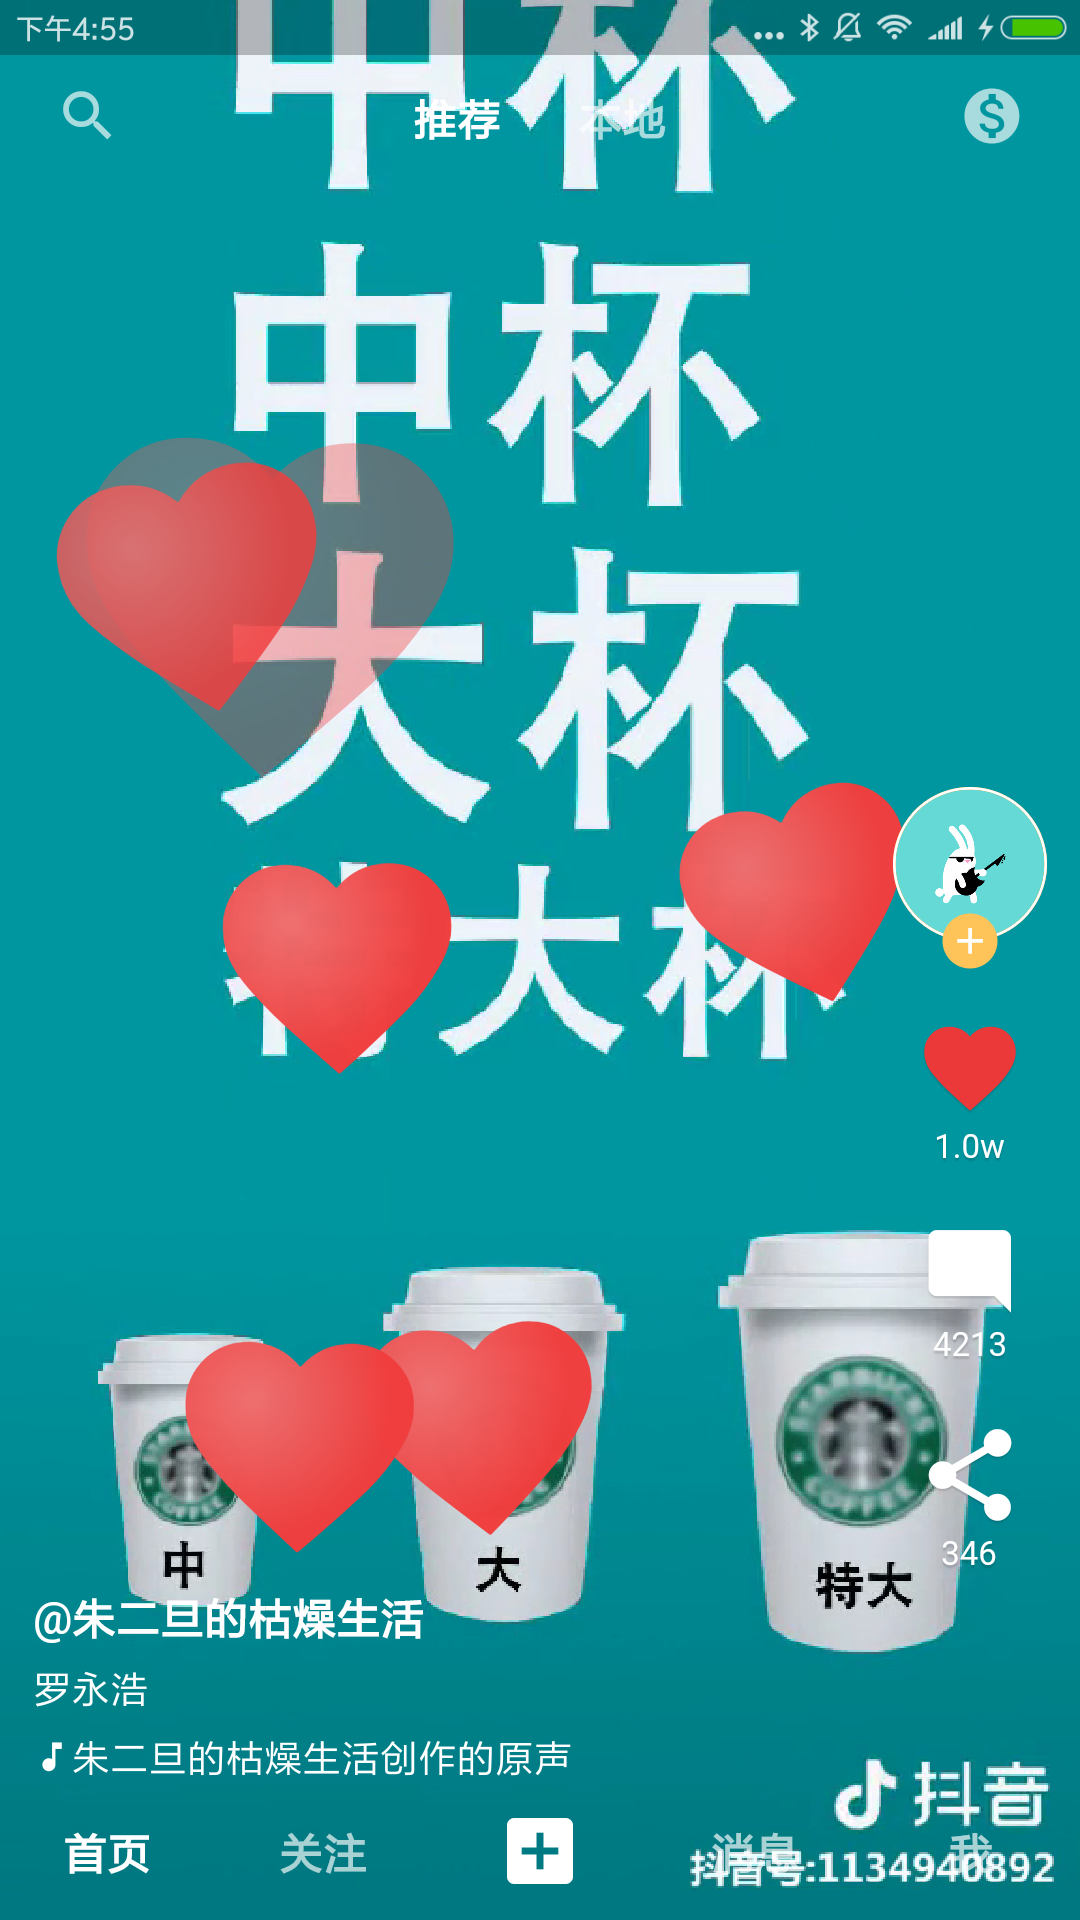 下午4:55
中杯
推荐 本地
中杯
大杯
大杯
1.0w
4213
STARBUCKS
COFFEE
COFFEE
346
中
大
特大
@朱二旦的枯燥生活
罗永浩
朱二旦的枯燥生活创作的原声
抖音
首页 关注 消息 我
抖音号:1134940892